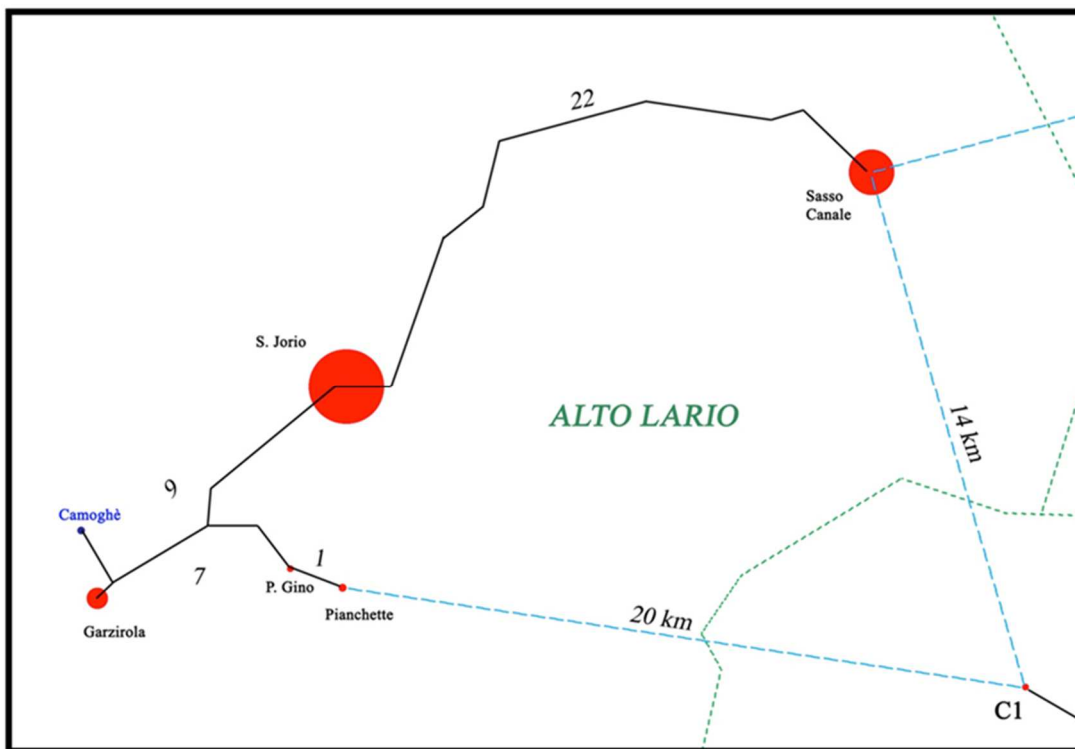 22
Sasso
Canale
S. Jorio
ALTO LARIO
14 km
9
Camoghè
7
1
P. Gino
Pianchette
Garzirola
20 km
C1